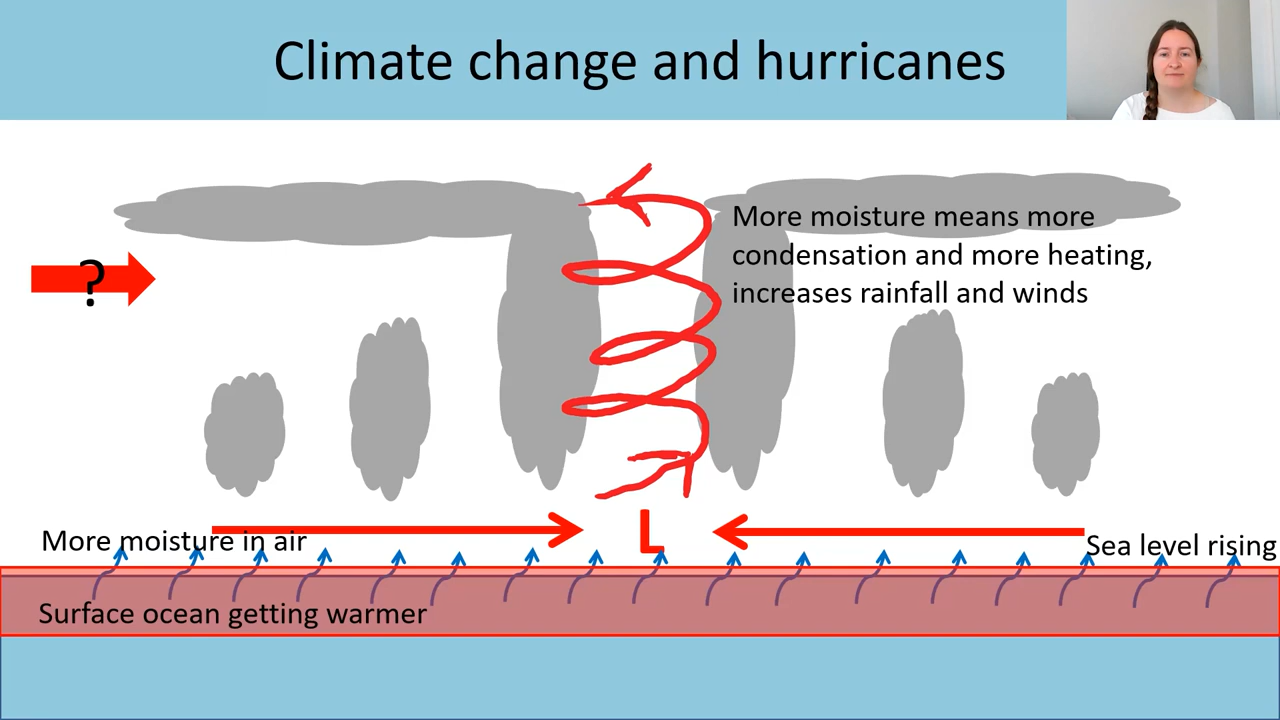 Climate change and hurricanes
More moisture means more
condensation and more heating,
increases rainfall and winds
?
L
More moisture in air
Sea level rising
Surface ocean getting warmer